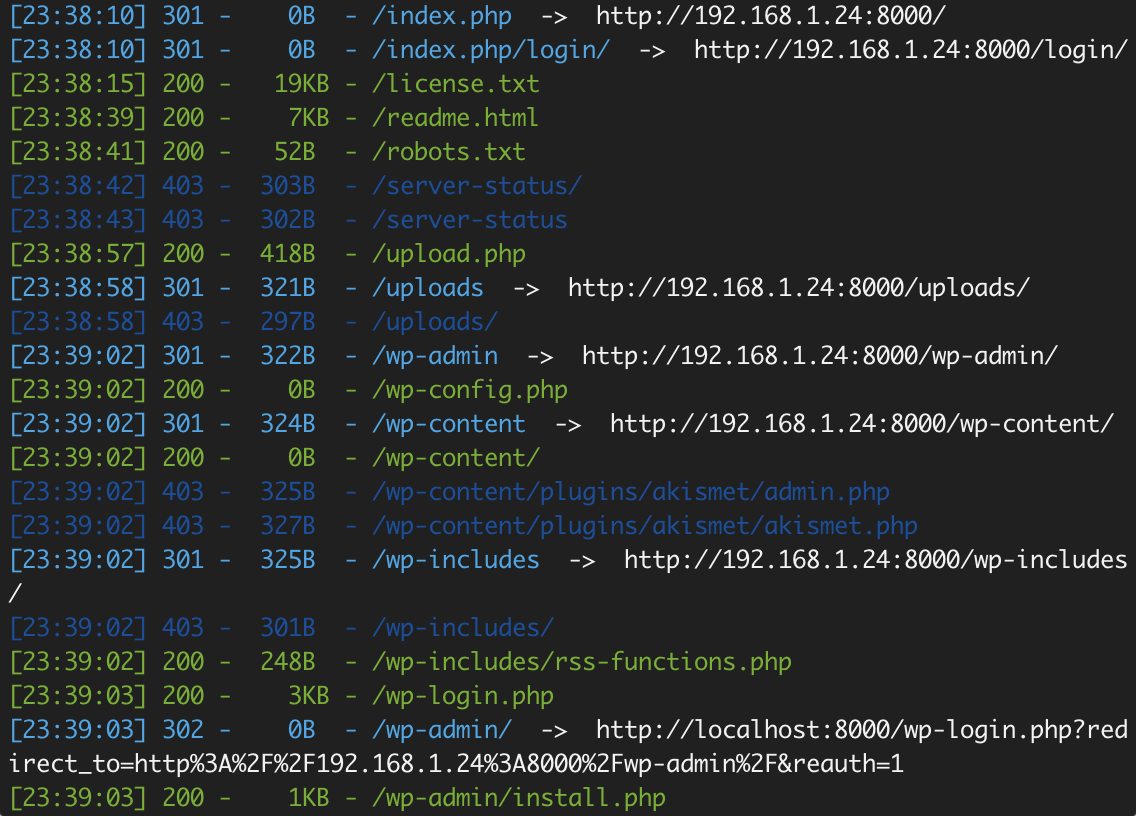 [23:38:10] 301 -    0B  - /index.php  ->  http://192.168.1.24:8000/
[23:38:10] 301 -    0B  - /index.php/login/  ->  http://192.168.1.24:8000/login/
[23:38:15] 200 -   19KB - /license.txt
[23:38:39] 200 -    7KB - /readme.html
[23:38:41] 200 -   52B  - /robots.txt
[23:38:42] 403 -  303B  - /server-status/
[23:38:43] 403 -  302B  - /server-status
[23:38:57] 200 -  418B  - /upload.php
[23:38:58] 301 -  321B  - /uploads  ->  http://192.168.1.24:8000/uploads/
[23:38:58] 403 -  297B  - /uploads/
[23:39:02] 301 -  322B  - /wp-admin  ->  http://192.168.1.24:8000/wp-admin/
[23:39:02] 200 -    0B  - /wp-config.php
[23:39:02] 301 -  324B  - /wp-content  ->  http://192.168.1.24:8000/wp-content/
[23:39:02] 200 -    0B  - /wp-content/
[23:39:02] 403 -  325B  - /wp-content/plugins/akismet/admin.php
[23:39:02] 403 -  327B  - /wp-content/plugins/akismet/akismet.php
[23:39:02] 301 -  325B  - /wp-includes  ->  http://192.168.1.24:8000/wp-includes
/
[23:39:02] 403 -  301B  - /wp-includes/
[23:39:02] 200 -  248B  - /wp-includes/rss-functions.php
[23:39:03] 200 -    3KB - /wp-login.php
[23:39:03] 302 -    0B  - /wp-admin/  ->  http://localhost:8000/wp-login.php?red
irect_to=http%3A%2F%2F192.168.1.24%3A8000%2Fwp-admin%2F&reauth=1
[23:39:03] 200 -    1KB - /wp-admin/install.php